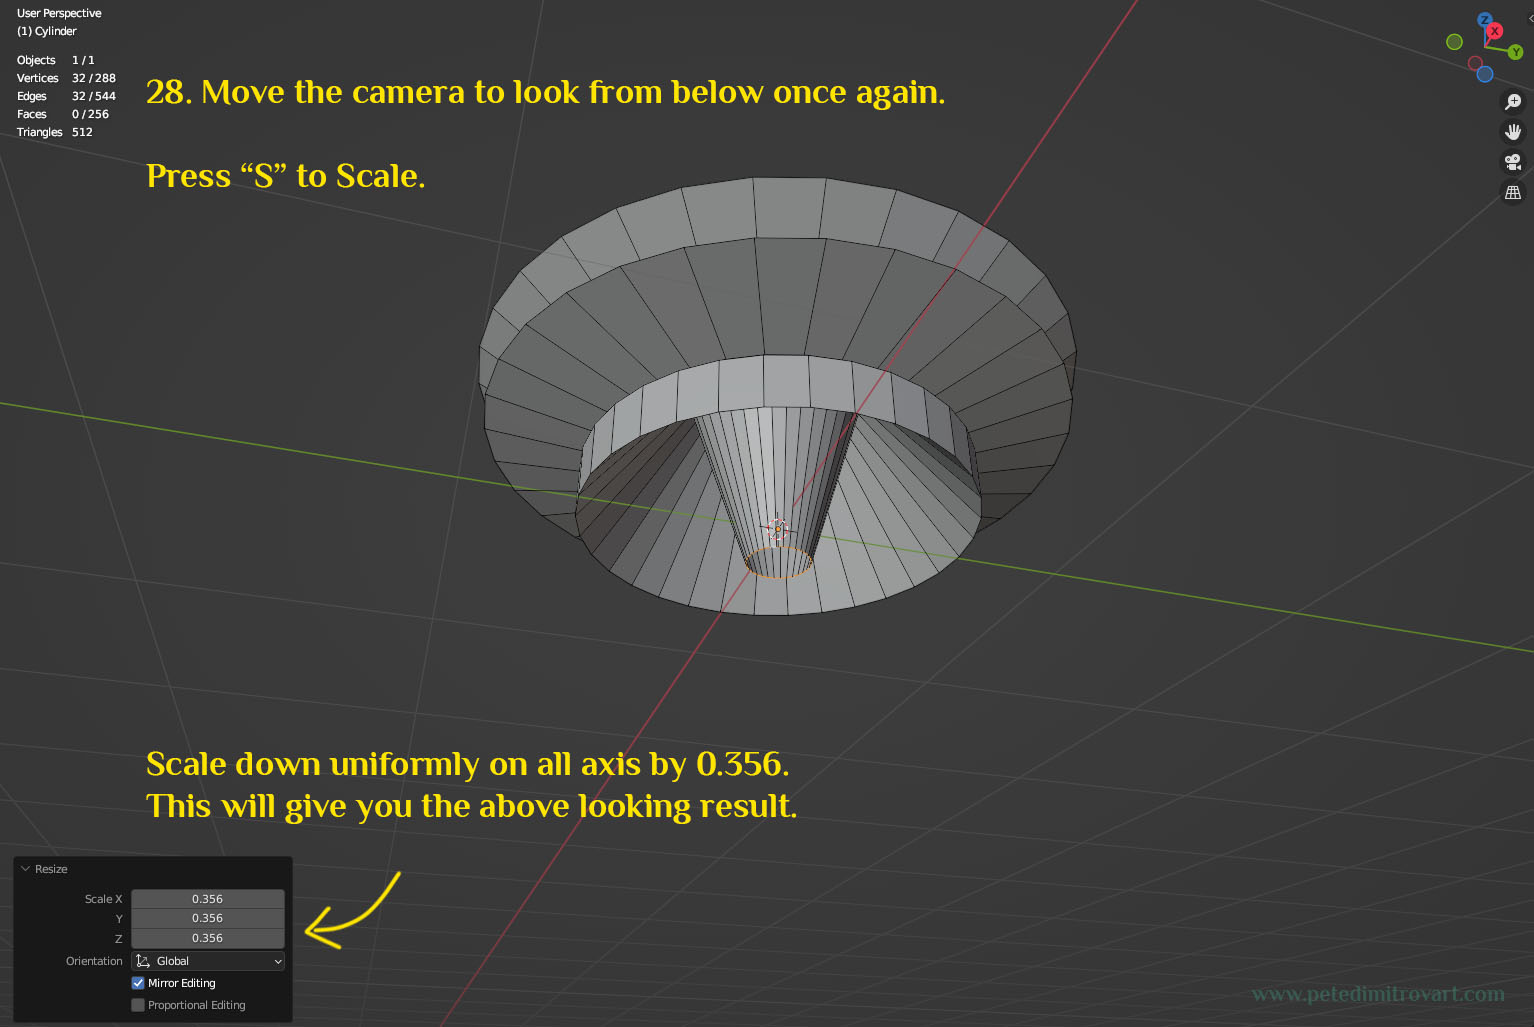 User Perspective
(1) Cylinder
Objects 1 / 1
Vertices 32 / 288
Edges 32 / 544
Faces 0 / 256
Triangles 512
Z
X
Y
28. Move the camera to look from below once again.
Press “S” to Scale.
Scale down uniformly on all axis by 0.356.
This will give you the above looking result.
Resize
Scale X 0.356
Y 0.356
Z 0.356
Orientation Global
Mirror Editing
Proportional Editing
www.petedimitrovart.com